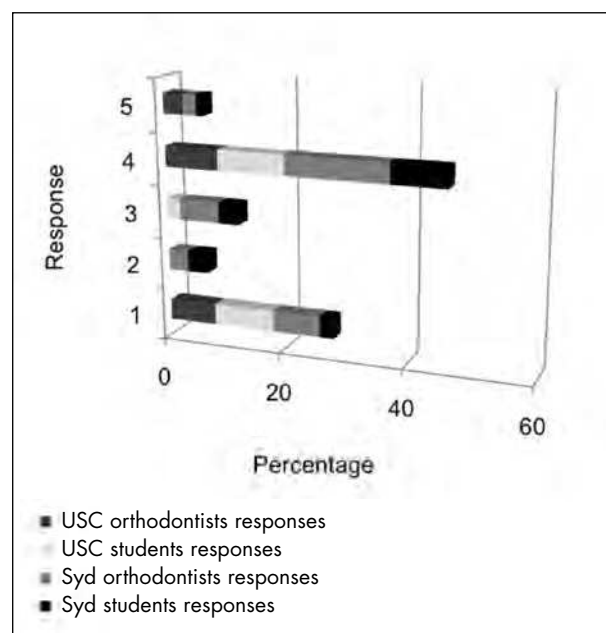 5
4
3
2
1
Response
0
20
40
60
Percentage
USC orthodontists responses
USC students responses
Syd orthodontists responses
Syd students responses